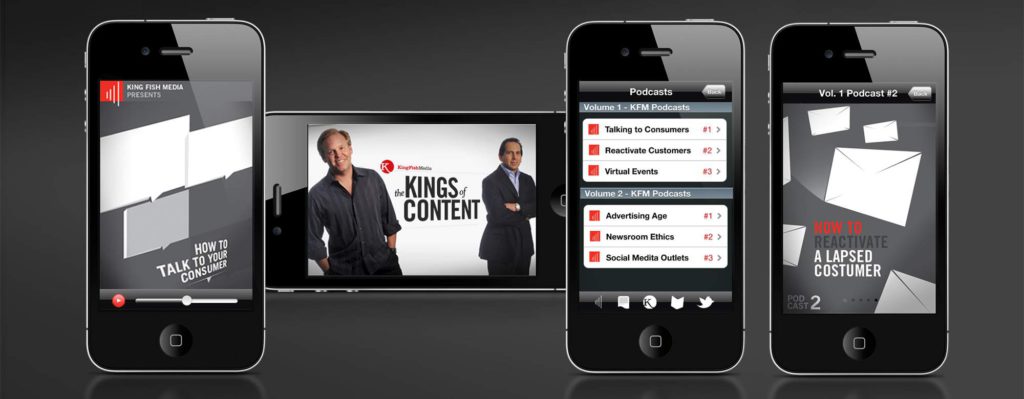 KING FISH MEDIA
PRESENTS
HOW TO
TALK TO YOUR
CONSUMER
K
KingFishMedia
the KINGS of
CONTENT
Podcasts
Back
Volume 1 - KFM Podcasts
Talking to Consumers #1
Reactivate Customers #2
Virtual Events #3
Volume 2 - KFM Podcasts
Advertising Age #1
Newsroom Ethics #2
Social Medita Outlets #3
K
Vol. 1 Podcast #2
Back
HOW TO
REACTIVATE
A LAPSED
COSTUMER
POD
CAST 2